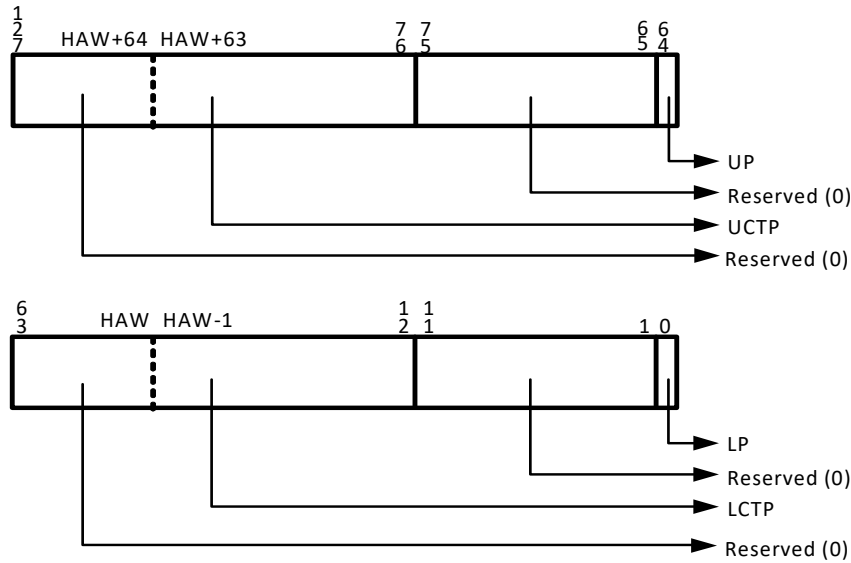 127 HAW+64 HAW+63 76 75 65 64
UP
Reserved (0)
UCTP
Reserved (0)
63 HAW HAW-1 12 11 1 0
LP
Reserved (0)
LCTP
Reserved (0)